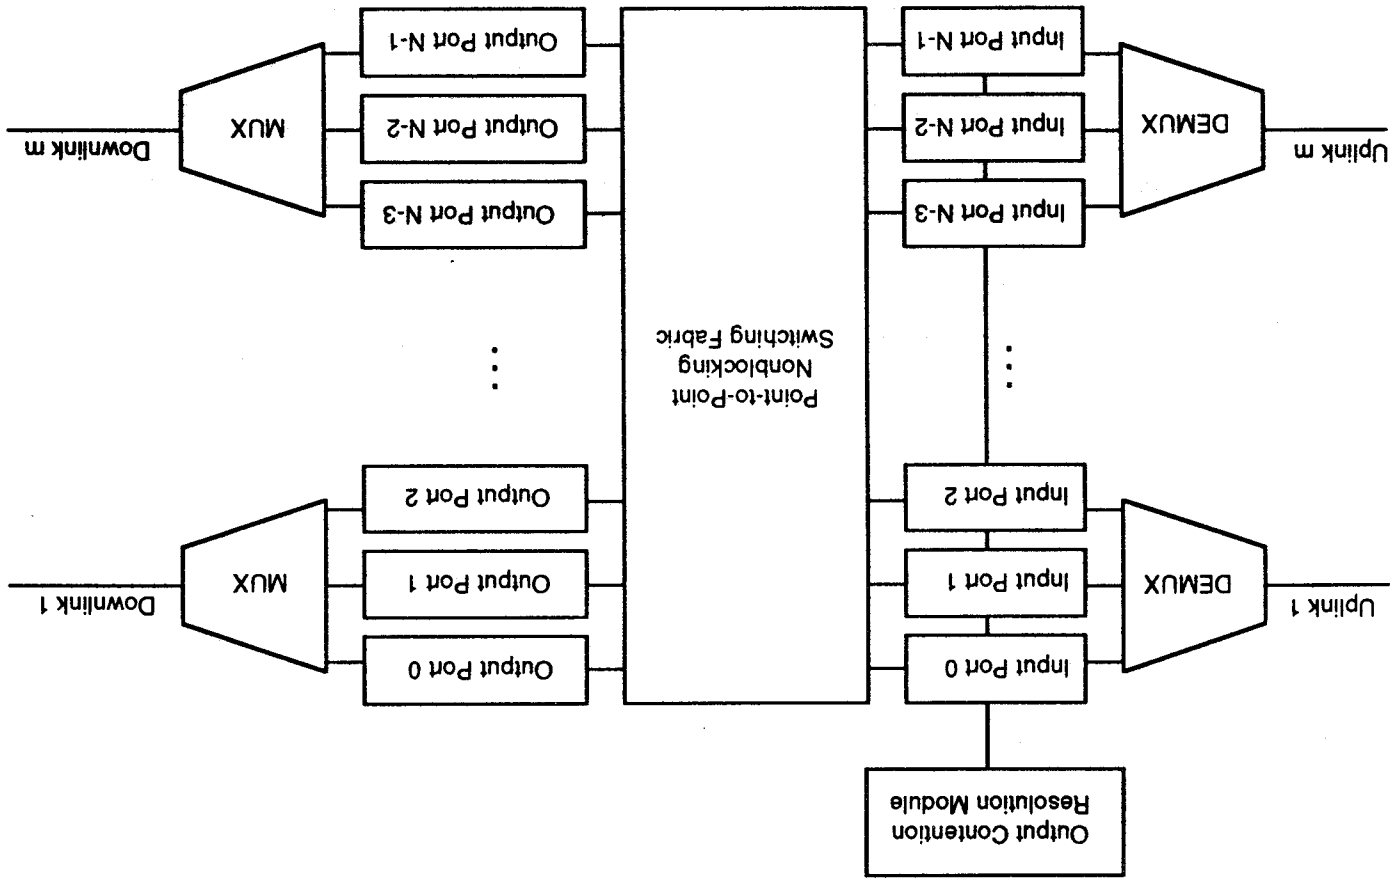 Output Contention
Resolution Module
Uplink 1
DEMUX
Input Port 0
Input Port 1
Input Port 2
Point-to-Point
Nonblocking
Switching Fabric
Output Port 0
Output Port 1
Output Port 2
MUX
Downlink 1
Uplink m
DEMUX
Input Port N-3
Input Port N-2
Input Port N-1
Output Port N-3
Output Port N-2
Output Port N-1
MUX
Downlink m